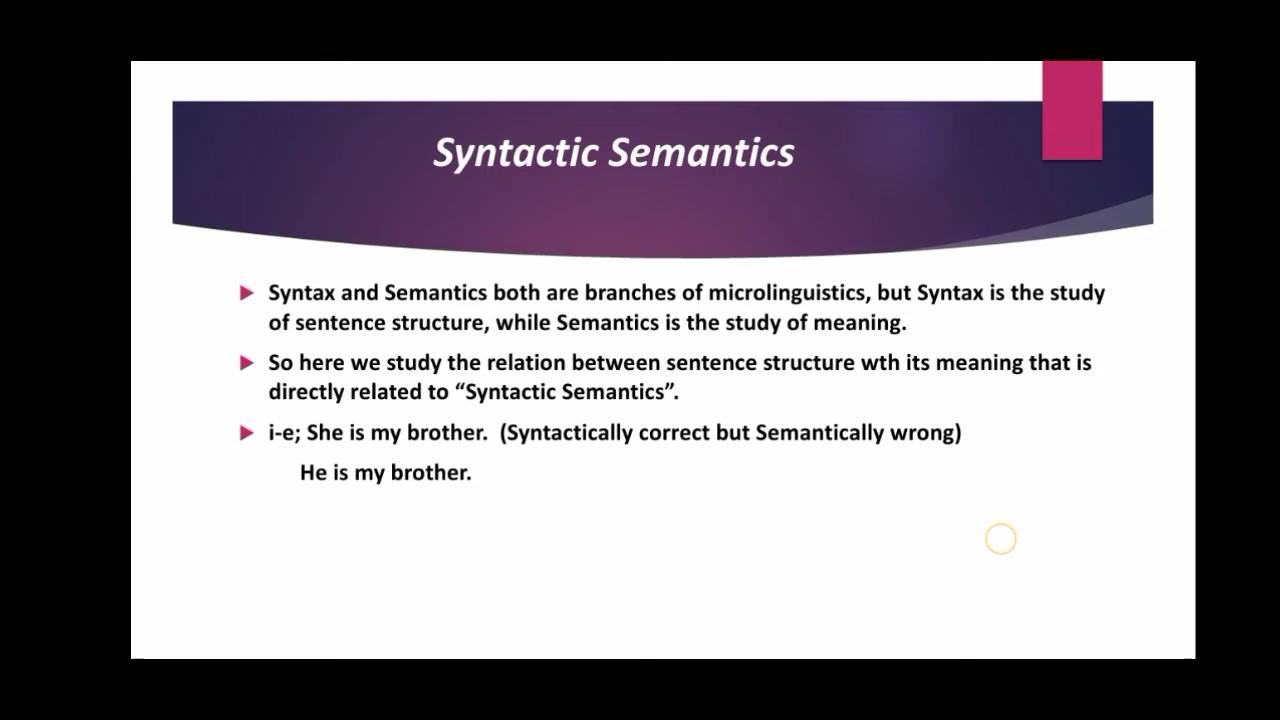 Syntactic Semantics
Syntax and Semantics both are branches of microlinguistics, but Syntax is the study
of sentence structure, while Semantics is the study of meaning.
So here we study the relation between sentence structure wth its meaning that is
directly related to “Syntactic Semantics”.
i-e; She is my brother.  (Syntactically correct but Semantically wrong)
He is my brother.